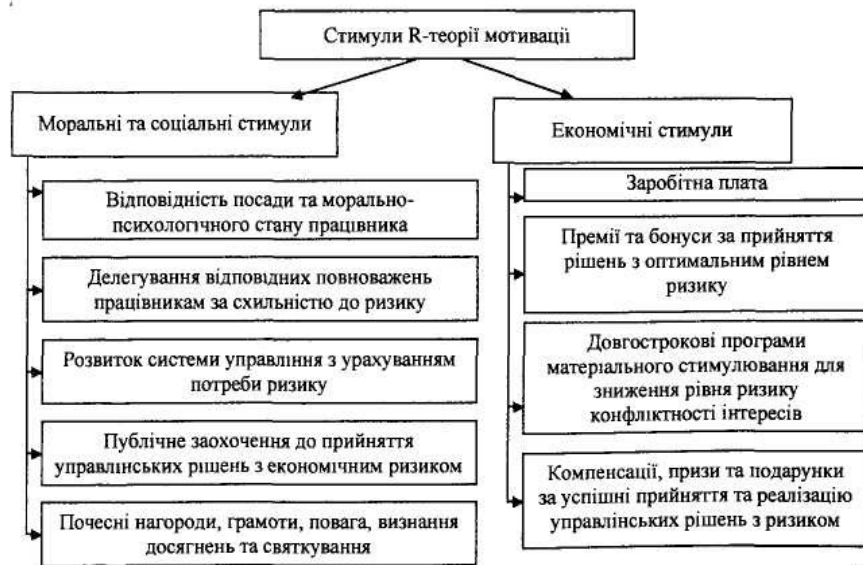 Стимули R-теорії мотивації
Моральні та соціальні стимули
Відповідність посади та морально-
психологічного стану працівника
Делегування відповідних повноважень
працівникам за схильністю до ризику
Розвиток системи управління з урахуванням
потреби ризику
Публічне заохочення до прийняття
управлінських рішень з економічним ризиком
Почесні нагороди, грамоти, повага, визнання
досягнень та святкування
Економічні стимули
Заробітна плата
Премії та бонуси за прийняття
рішень з оптимальним рівнем
ризику
Довгострокові програми
матеріального стимулювання для
зниження рівня ризику
конфліктності інтересів
Компенсації, призи та подарунки
за успішні прийняття та реалізацію
управлінських рішень з ризиком